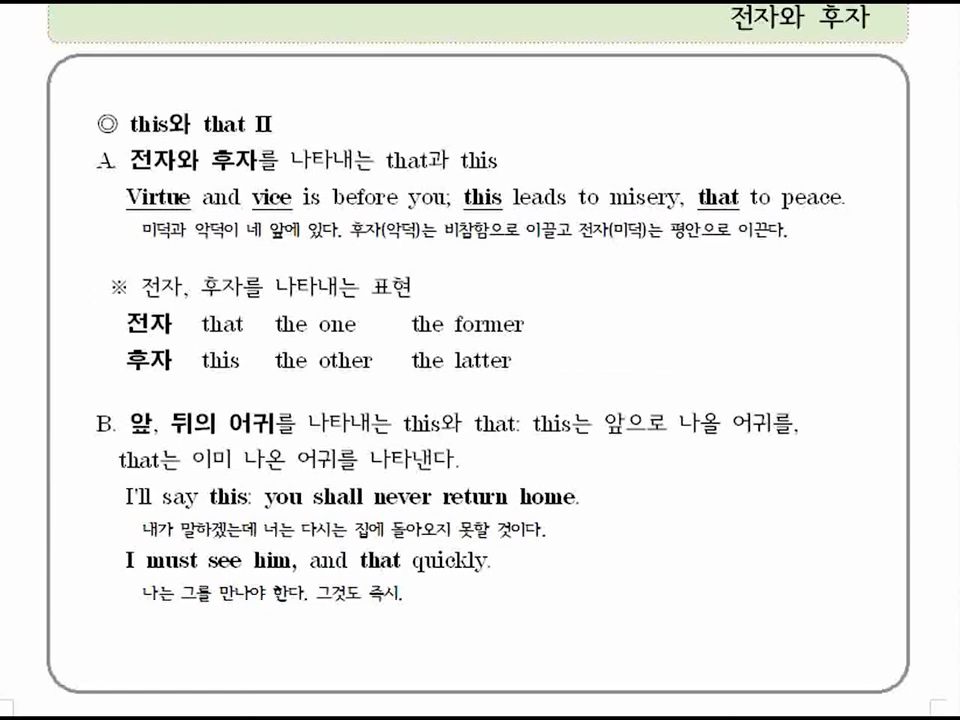 전자와 후자
◎ this와 that Ⅱ
A. 전자와 후자를 나타내는 that과 this
Virtue and vice is before you; this leads to misery, that to peace.
미덕과 악덕이 네 앞에 있다. 후자(악덕)는 비참함으로 이끌고 전자(미덕)는 평안으로 이끈다.
※ 전자, 후자를 나타내는 표현
전자 that the one the former
후자 this the other the latter
B. 앞, 뒤의 어귀를 나타내는 this와 that: this는 앞으로 나올 어귀를,
that는 이미 나온 어귀를 나타낸다.
I'll say this: you shall never return home.
내가 말하겠는데 너는 다시는 집에 돌아오지 못할 것이다.
I must see him, and that quickly.
나는 그를 만나야 한다. 그것도 즉시.